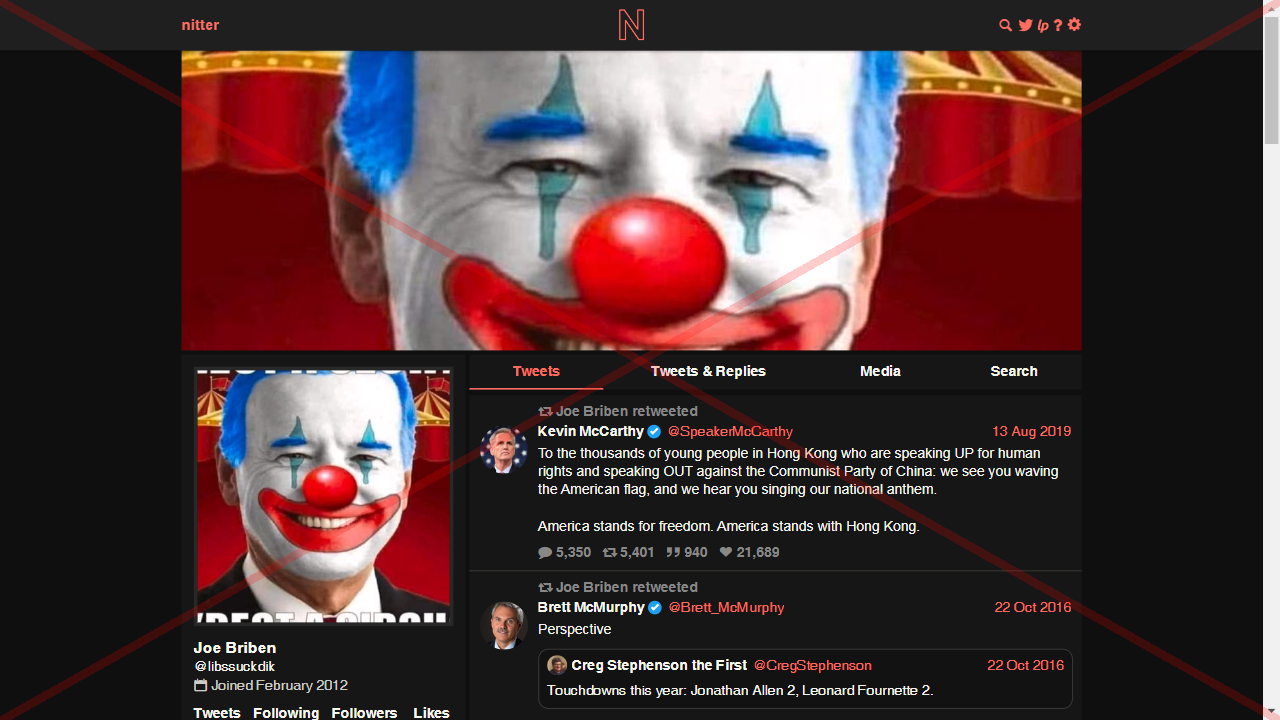 nitter
N
lp ?
Tweets
Tweets & Replies
Media
Search
Joe Briben retweeted
Kevin McCarthy @SpeakerMcCarthy 13 Aug 2019
To the thousands of young people in Hong Kong who are speaking UP for human
rights and speaking OUT against the Communist Party of China: we see you waving
the American flag, and we hear you singing our national anthem.
America stands for freedom. America stands with Hong Kong.
5,350 5,401 940 21,689
Joe Briben retweeted
Brett McMurphy @Brett_McMurphy 22 Oct 2016
Perspective
Creg Stephenson the First @CregStephenson 22 Oct 2016
Touchdowns this year: Jonathan Allen 2, Leonard Fournette 2.
Joe Briben
@libssuckdik
Joined February 2012
Tweets Following Followers Likes